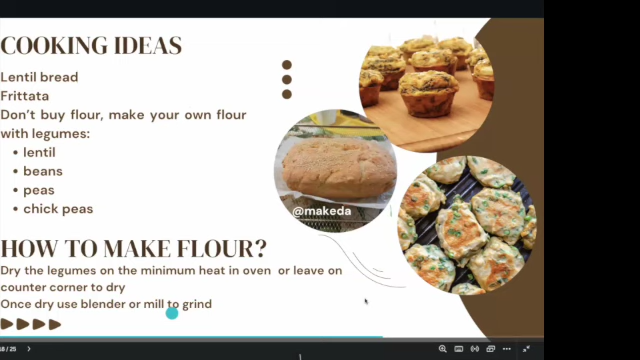 COOKING IDEAS
Lentil bread
Frittata
Don't buy flour, make your own flour
with legumes:
• lentil
• beans
• peas
• chick peas
@makeda
HOW TO MAKE FLOUR?
Dry the legumes on the minimum heat in oven or leave on
counter corner to dry
Once dry use blender or mill to grind
18 / 25